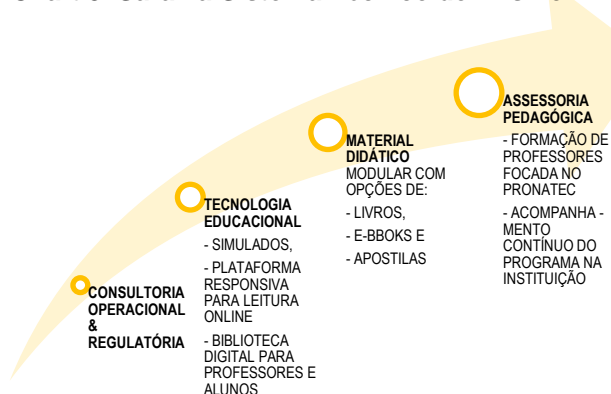 CONSULTORIA
OPERACIONAL
&
REGULATÓRIA
TECNOLOGIA
EDUCACIONAL
- SIMULADOS,
- PLATAFORMA
RESPONSIVA
PARA LEITURA
ONLINE
- BIBLIOTECA
DIGITAL PARA
PROFESSORES E
ALUNOS
MATERIAL
DIDÁTICO
MODULAR COM
OPÇÕES DE:
- LIVROS,
- E-BBOKS E
- APOSTILAS
ASSESSORIA
PEDAGÓGICA
- FORMAÇÃO DE
PROFESSORES
FOCADA NO
PRONATEC
- ACOMPANHA -
MENTO
CONTÍNUO DO
PROGRAMA NA
INSTITUIÇÃO